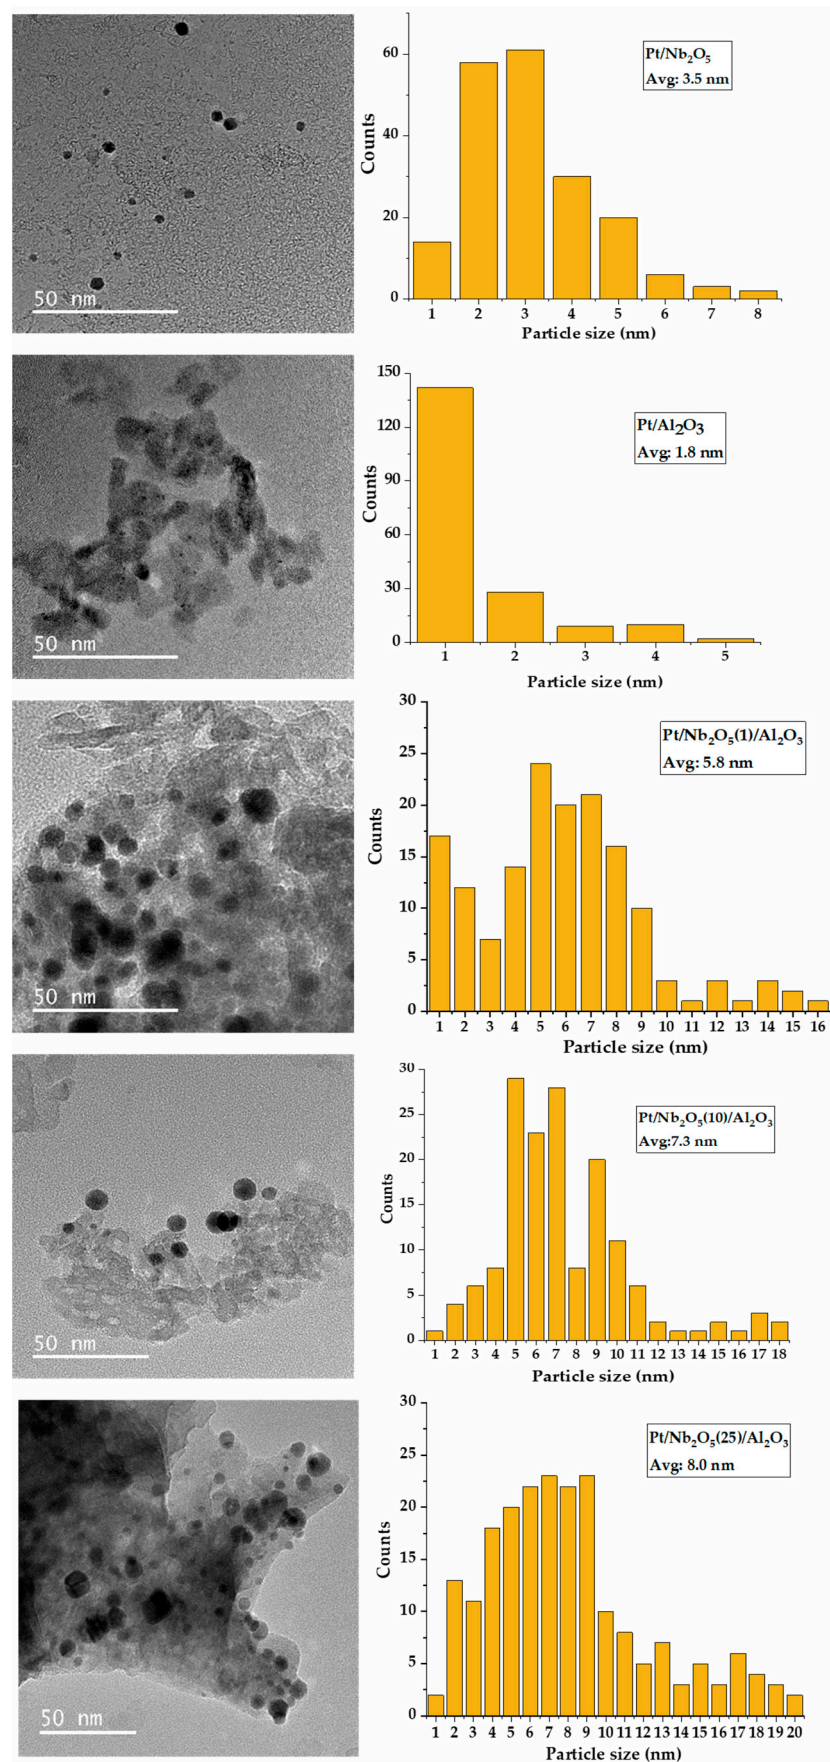 50 nm
60
40
20
0
Counts
Pt/Nb₂O₅
Avg: 3.5 nm
1 2 3 4 5 6 7 8
Particle size (nm)
50 nm
150
120
90
60
30
0
Counts
Pt/Al₂O₃
Avg: 1.8 nm
1 2 3 4 5
Particle size (nm)
50 nm
30
25
20
15
10
5
0
Counts
Pt/Nb₂O₅(1)/Al₂O₃
Avg: 5.8 nm
1 2 3 4 5 6 7 8 9 10 11 12 13 14 15 16
Particle size (nm)
50 nm
30
25
20
15
10
5
0
Counts
Pt/Nb₂O₅(10)/Al₂O₃
Avg:7.3 nm
1 2 3 4 5 6 7 8 9 10 11 12 13 14 15 16 17 18
Particle size (nm)
50 nm
30
25
20
15
10
5
0
Counts
Pt/Nb₂O₅(25)/Al₂O₃
Avg: 8.0 nm
1 2 3 4 5 6 7 8 9 10 11 12 13 14 15 16 17 18 19 20
Particle size (nm)